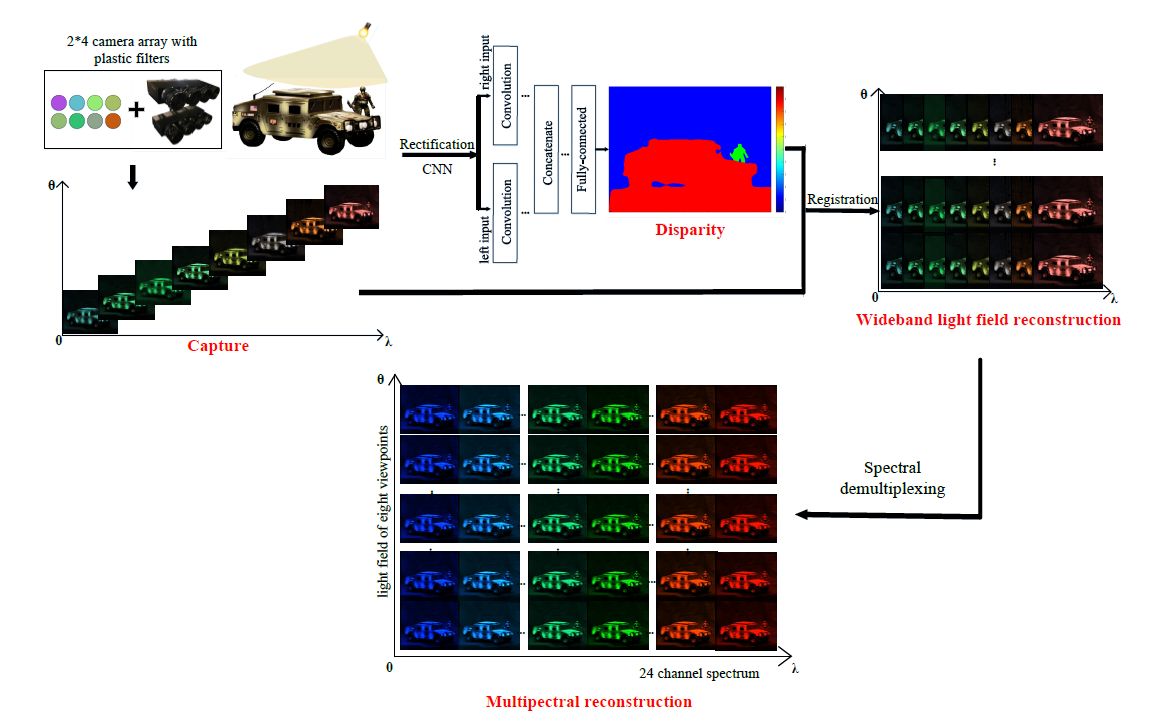 2*4 camera array with
plastic filters
+
θ
0
λ
Capture
Rectification
CNN
right input
left input
Convolution
...
Convolution
...
Concatenate
...
Fully-connected
Disparity
Registration
θ
...
0
λ
Wideband light field reconstruction
Spectral
demultiplexing
θ
light field of eight viewpoints
0
24 channel spectrum
λ
Multipectral reconstruction